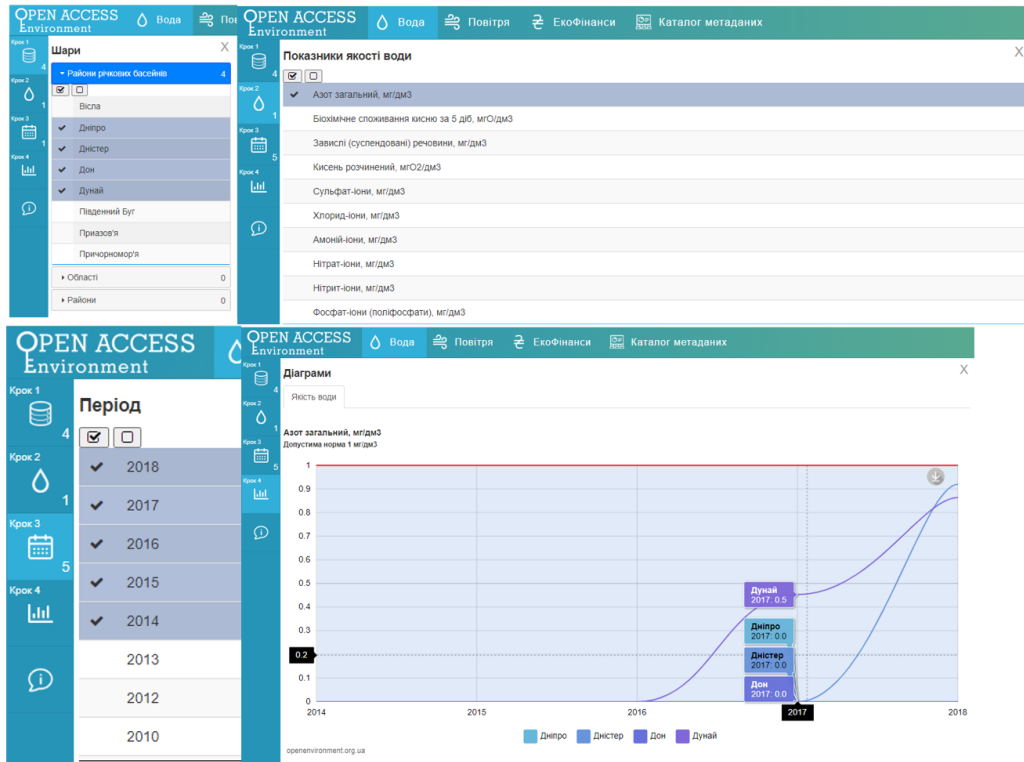 OPEN ACCESS
Environment
Вода
Пов
Крок 1
4
Крок 2
1
Крок 3
1
Крок 4
Шари
X
Райони річкових басейнів
4
Вісла
Дніпро
Дністер
Дон
Дунай
Південний Буг
Приазов'я
Причорномор'я
Області
0
Райони
0
OPEN ACCESS
Environment
Вода
Повітря
ЕкоФінанси
Каталог метаданих
Крок 1
4
Крок 2
1
Крок 3
5
Крок 4
Показники якості води
X
Азот загальний, мг/дм3
Біохімічне споживання кисню за 5 діб, мгО/дм3
Завислі (суспендовані) речовини, мг/дм3
Кисень розчинений, мгО2/дм3
Сульфат-іони, мг/дм3
Хлорид-іони, мг/дм3
Амоній-іони, мг/дм3
Нітрат-іони, мг/дм3
Нітрит-іони, мг/дм3
Фосфат-іони (поліфосфати), мг/дм3
OPEN ACCESS
Environment
Крок 1
4
Крок 2
1
Крок 3
5
Крок 4
Період
2018
2017
2016
2015
2014
2013
2012
2010
OPEN ACCESS
Environment
Вода
Повітря
ЕкоФінанси
Каталог метаданих
Крок 1
4
Крок 2
1
Крок 3
5
Крок 4
Діаграми
X
Якість води
Азот загальний, мг/дм3
Допустима норма 1 мг/дм3
1
0.9
0.8
0.7
0.6
0.5
0.4
0.3
0.2
0.1
0
Дунай
2017: 0.5
Дніпро
2017: 0.0
Дністер
2017: 0.0
Дон
2017: 0.0
2014
2015
2016
2017
2018
Дніпро
Дністер
Дон
Дунай
openenvironment.org.ua